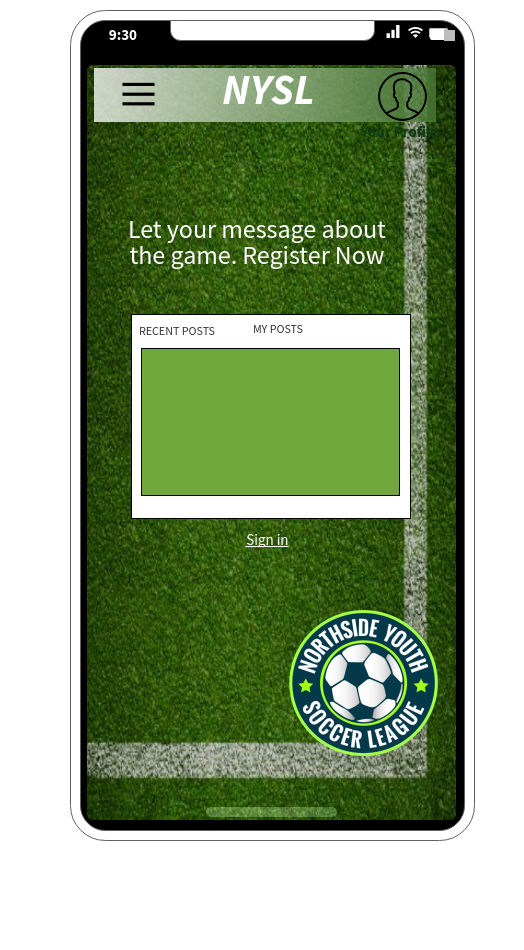 9:30
NYSL
Your Profile
Let your message about
the game. Register Now
RECENT POSTS
MY POSTS
Sign in
NORTHSIDE YOUTH
SOCCER LEAGUE